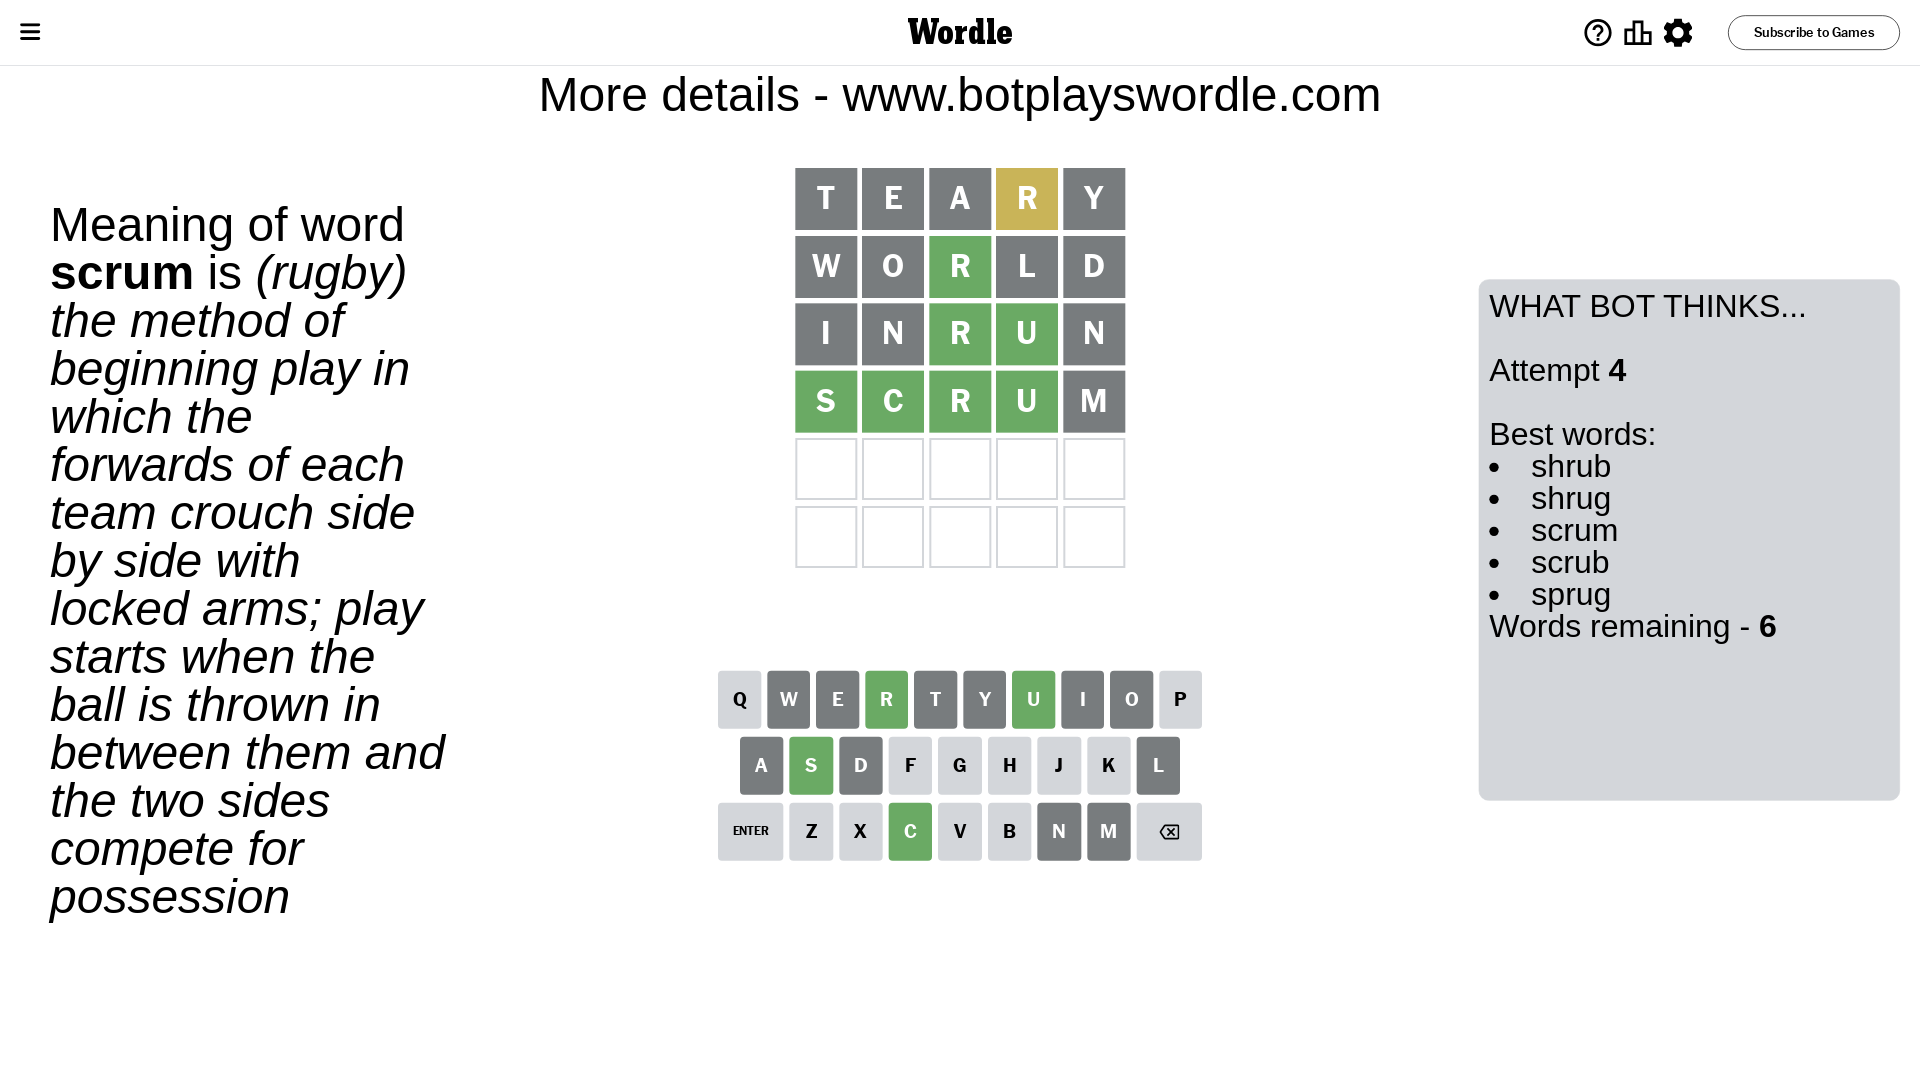 Wordle
Subscribe to Games
More details - www.botplayswordle.com
Meaning of word
scrum is (rugby)
the method of
beginning play in
which the
forwards of each
team crouch side
by side with
locked arms; play
starts when the
ball is thrown in
between them and
the two sides
compete for
possession
T E A R Y
W O R L D
I N R U N
S C R U M
Q W E R T Y U I O P
A S D F G H J K L
ENTER Z X C V B N M
WHAT BOT THINKS...
Attempt 4
Best words:
• shrub
• shrug
• scrum
• scrub
• sprug
Words remaining - 6